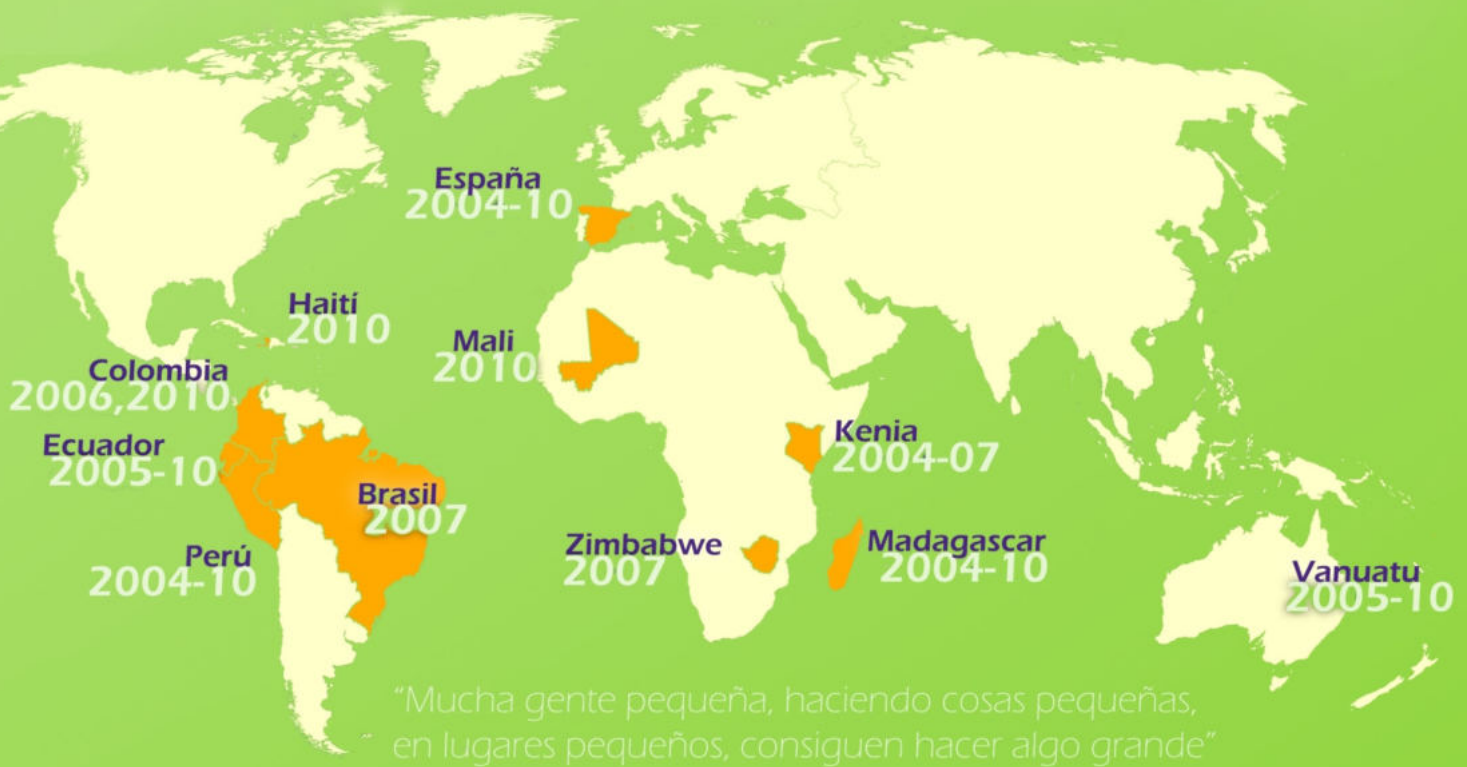 España
2004-10
Haití
2010
Mali
2010
Colombia
2006,2010
Ecuador
2005-10
Kenia
2004-07
Brasil
2007
Perú
2004-10
Zimbabwe
2007
Madagascar
2004-10
Vanuatu
2005-10
“Mucha gente pequeña, haciendo cosas pequeñas,
en lugares pequeños, consiguen hacer algo grande”